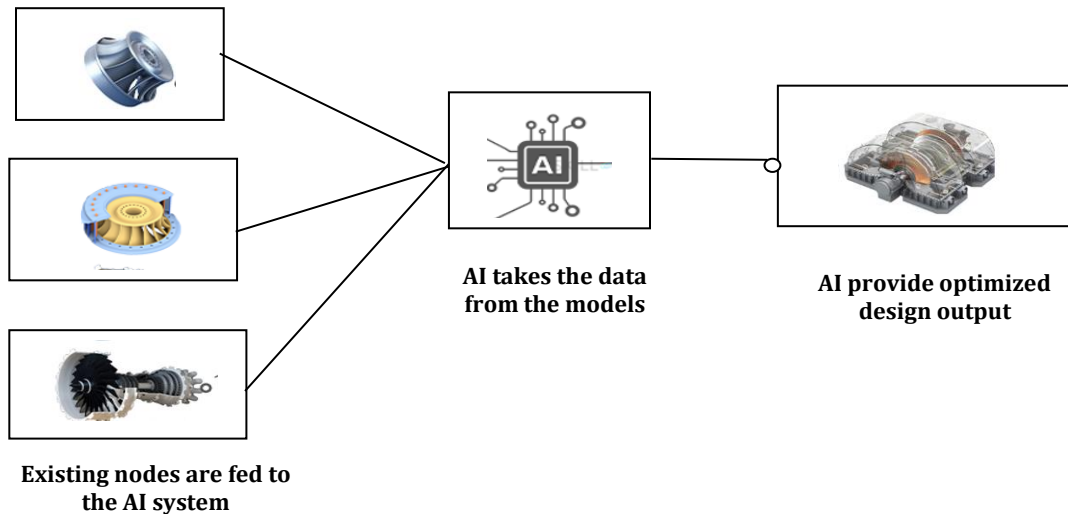 AI
AI takes the data
from the models
AI provide optimized
design output
Existing nodes are fed to
the AI system